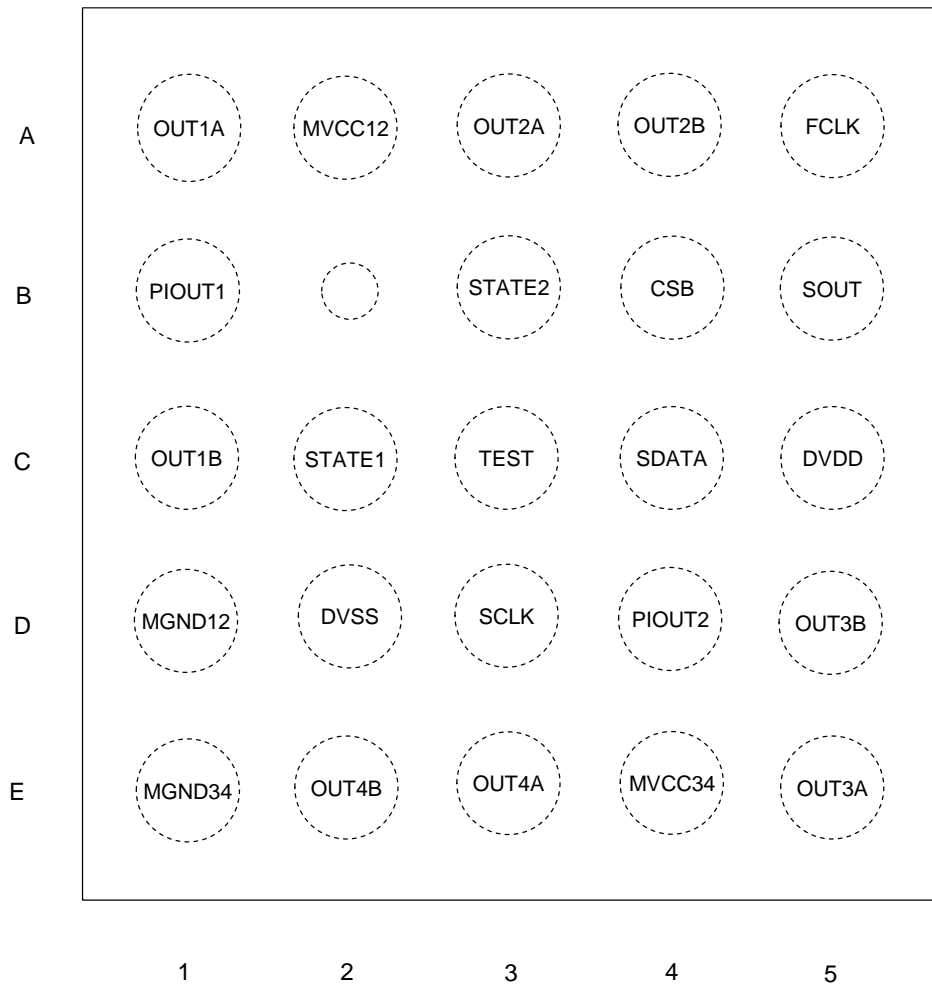 A OUT1A MVCC12 OUT2A OUT2B FCLK
B PIOUT1 STATE2 CSB SOUT
C OUT1B STATE1 TEST SDATA DVDD
D MGND12 DVSS SCLK PIOUT2 OUT3B
E MGND34 OUT4B OUT4A MVCC34 OUT3A
1 2 3 4 5